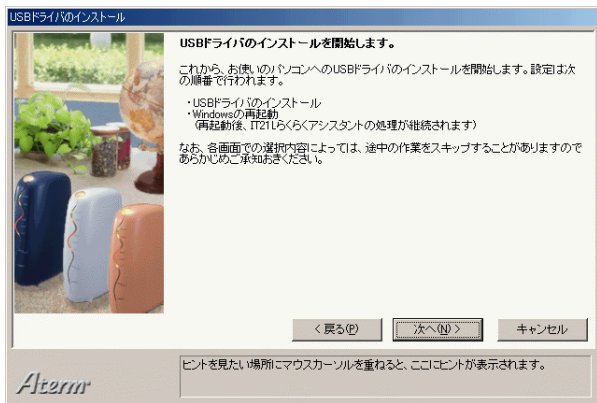 USBドライバのインストール
USBドライバのインストールを開始します。
これから、お使いのパソコンへのUSBドライバのインストールを開始します。設定は次
の順番で行われます。
・USBドライバのインストール
・Windowsの再起動
（再起動後、IT21らくらくアシスタントの処理が継続されます）
なお、各画面での選択内容によっては、途中の作業をスキップすることがありますので
あらかじめご承知おきください。
＜戻る(P)
次へ(N)＞
キャンセル
ヒントを見たい場所にマウスカーソルを重ねると、ここにヒントが表示されます。
Aterm